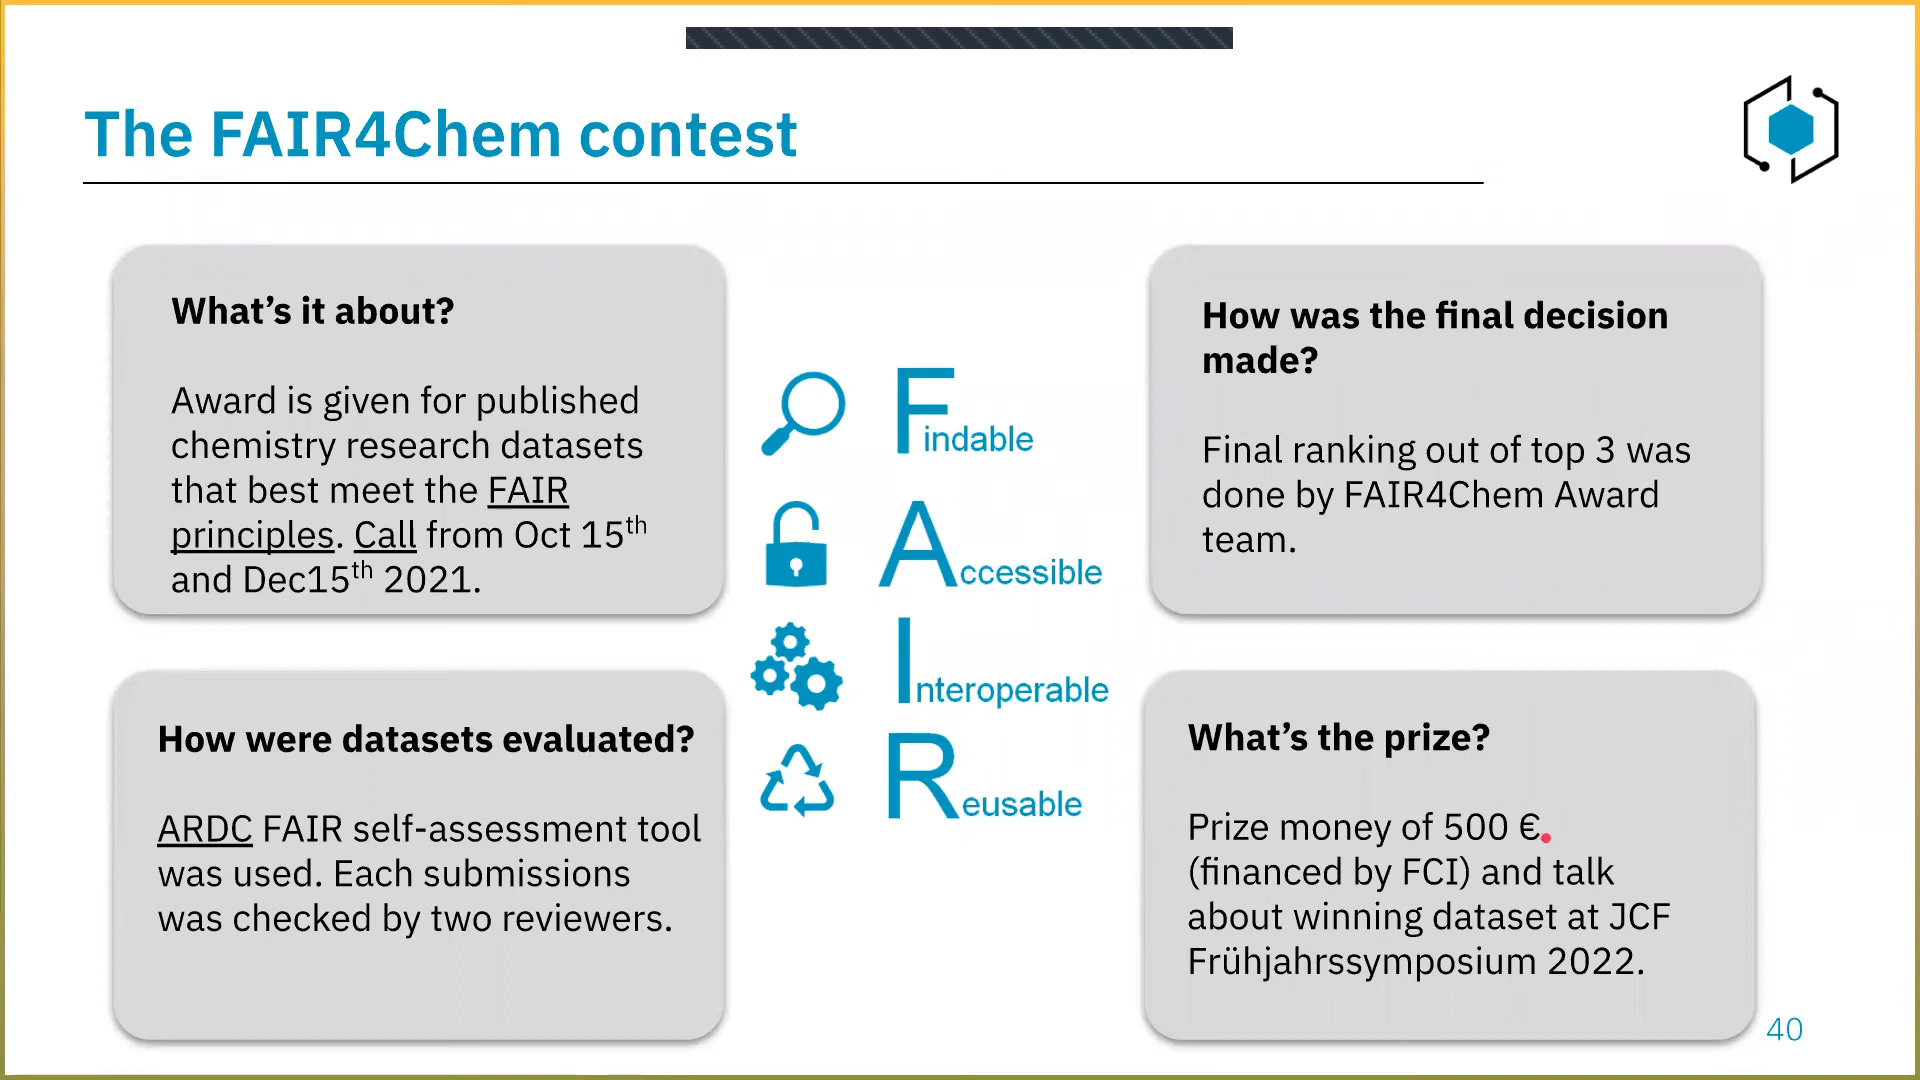 The FAIR4Chem contest
What’s it about?
Award is given for published
chemistry research datasets
that best meet the FAIR
principles. Call from Oct 15th
and Dec15th 2021.
How were datasets evaluated?
ARDC FAIR self-assessment tool
was used. Each submissions
was checked by two reviewers.
Findable
Accessible
Interoperable
Reusable
How was the final decision
made?
Final ranking out of top 3 was
done by FAIR4Chem Award
team.
What’s the prize?
Prize money of 500 €
(financed by FCI) and talk
about winning dataset at JCF
Frühjahrssymposium 2022.
40